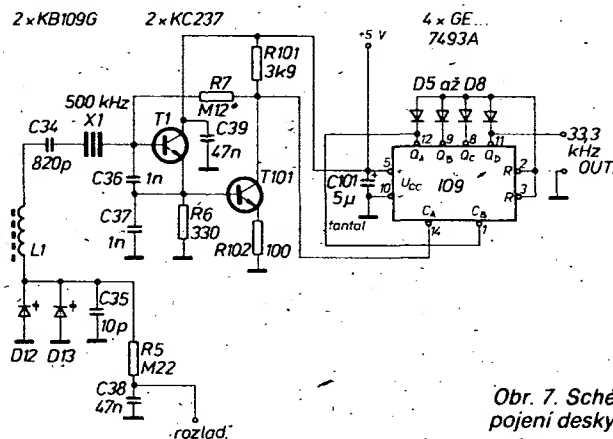 2×KB109G
2×KC237
4× GE...
7493A
+5 V
R101
3k9
D5 až D8
R7
M12*
500 kHz
X1
C34
820p
T1
C39
47n
12
9
8
11
QA
QB
QC
QD
33,3
kHz
OUT
C36
1n
T101
C101
5μ
tantal
5
+
UCC
10
-
IO9
R
2
R
3
CA
CB
14
1
C37
1n
R6
330
R102
100
L1
C35
10p
D12
D13
R5
M22
C38
47n
rozlad.
Obr. 7. Sché
pojení desky